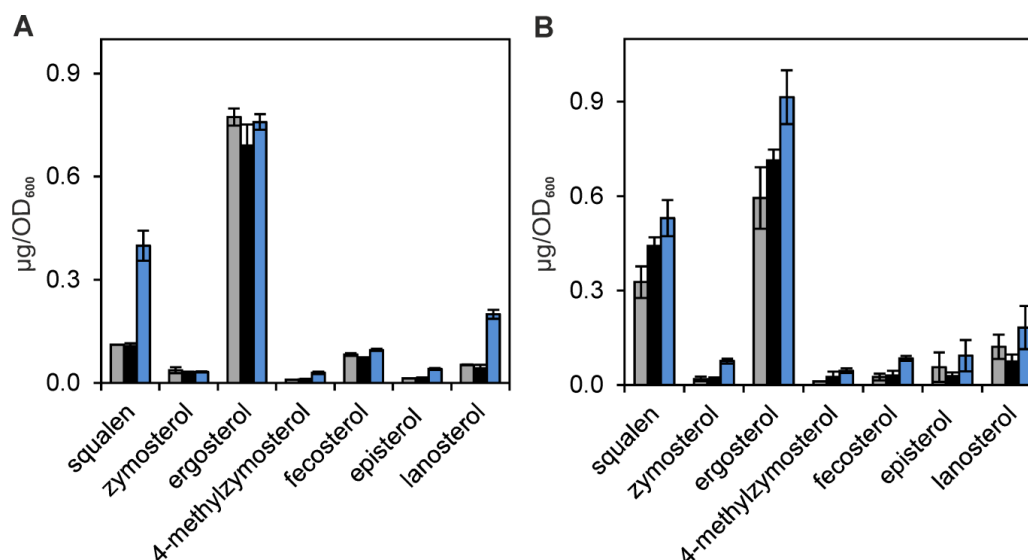 A
µg/OD₆₀₀
0.9
0.6
0.3
0.0
squalen
zymosterol
ergosterol
4-methylzymosterol
fecosterol
episterol
lanosterol
B
µg/OD₆₀₀
0.9
0.6
0.3
0.0
squalen
zymosterol
ergosterol
4-methylzymosterol
fecosterol
episterol
lanosterol